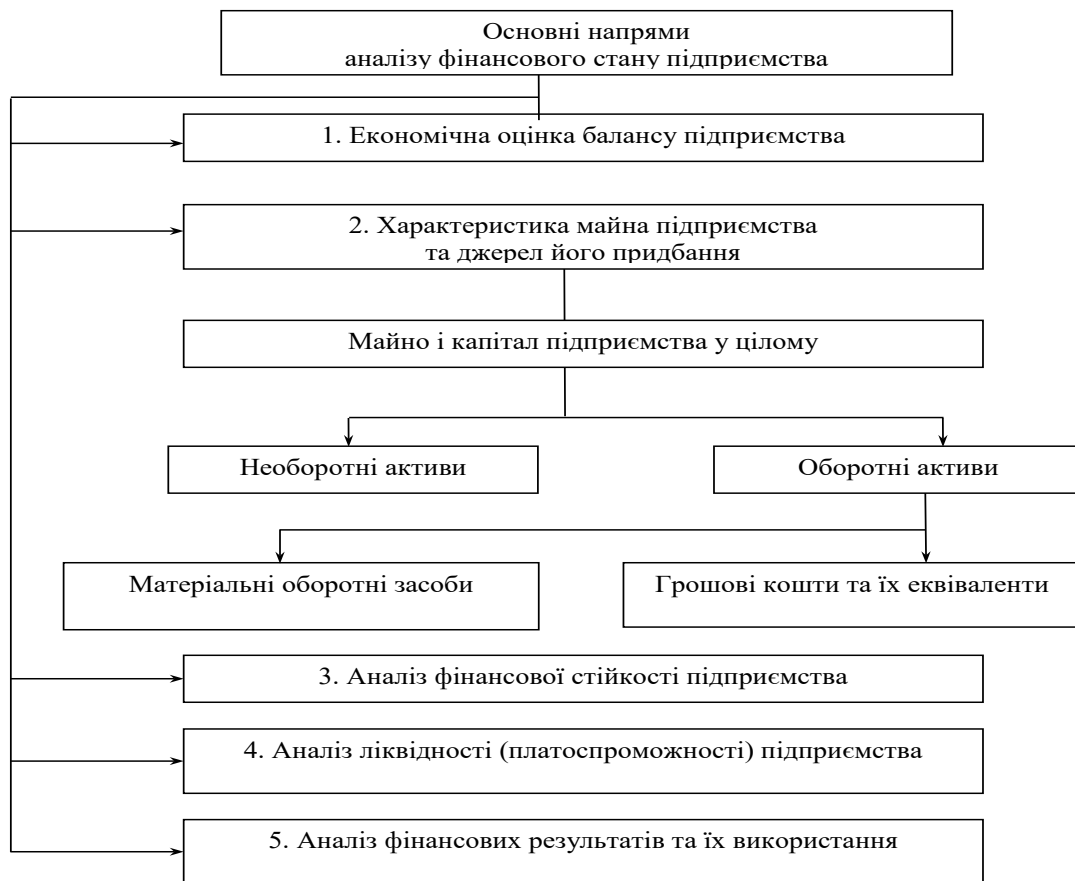 Основні напрями
аналізу фінансового стану підприємства
1. Економічна оцінка балансу підприємства
2. Характеристика майна підприємства
та джерел його придбання
Майно і капітал підприємства у цілому
Необоротні активи
Оборотні активи
Матеріальні оборотні засоби
Грошові кошти та їх еквіваленти
3. Аналіз фінансової стійкості підприємства
4. Аналіз ліквідності (платоспроможності) підприємства
5. Аналіз фінансових результатів та їх використання